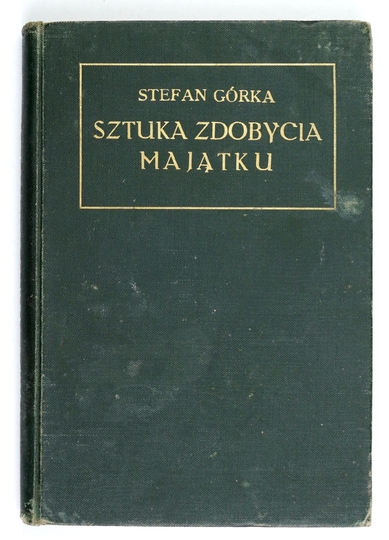 STEFAN GÓRKA
SZTUKA ZDOBYCIA
MAJĄTKU